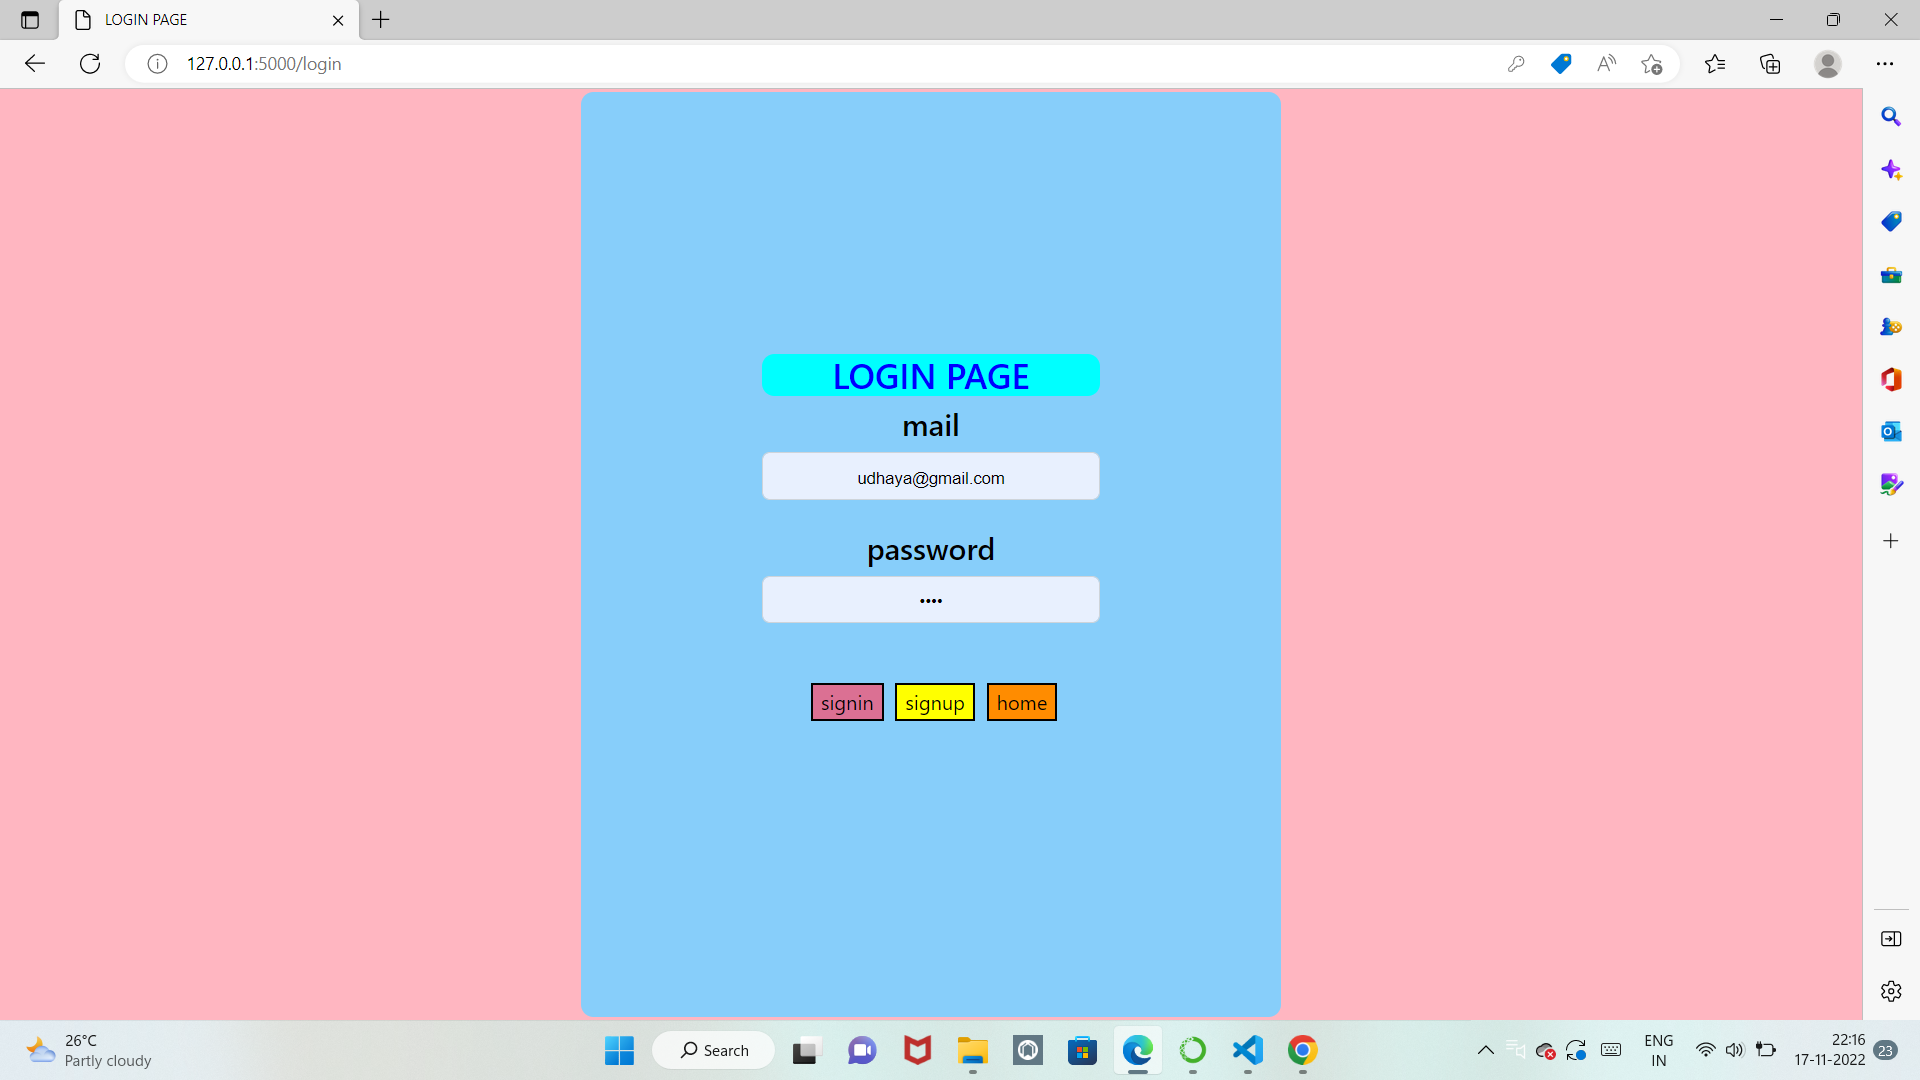 LOGIN PAGE
127.0.0.1:5000/login
LOGIN PAGE
mail
udhaya@gmail.com
password
••••
signin signup home
26°C
Partly cloudy
Search
ENG
IN
22:16
17-11-2022
23